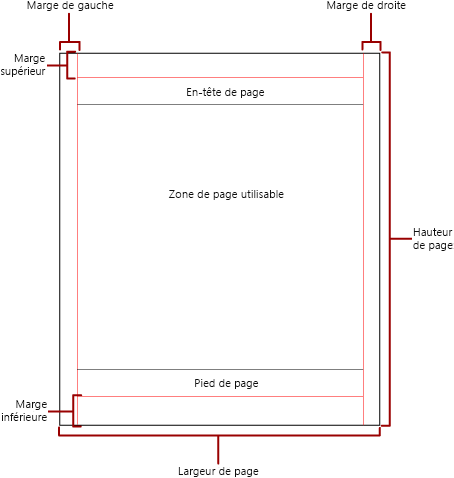 Marge de gauche
Marge de droite
Marge
supérieur
En-tête de page
Zone de page utilisable
Hauteur
de page
Pied de page
Marge
inférieure
Largeur de page